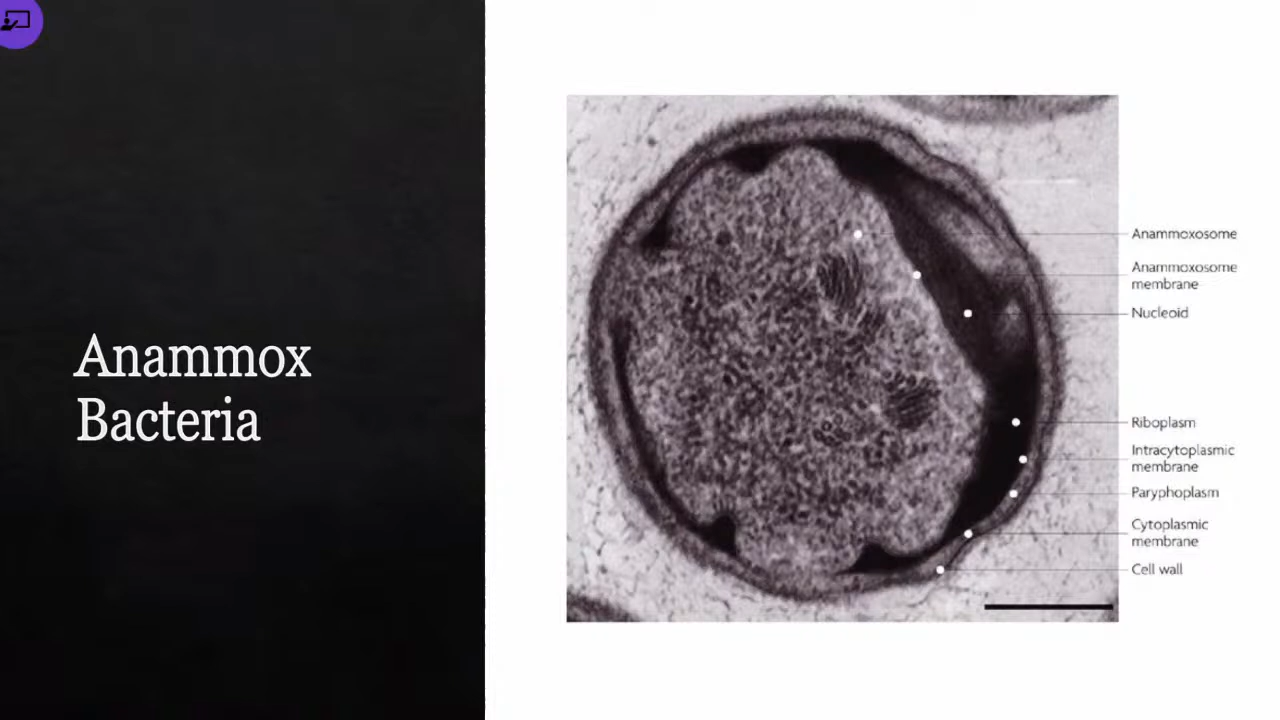 Anammox
Bacteria
Anammoxosome
Anammoxosome
membrane
Nucleoid
Riboplasm
Intracytoplasmic
membrane
Paryphoplasm
Cytoplasmic
membrane
Cell wall